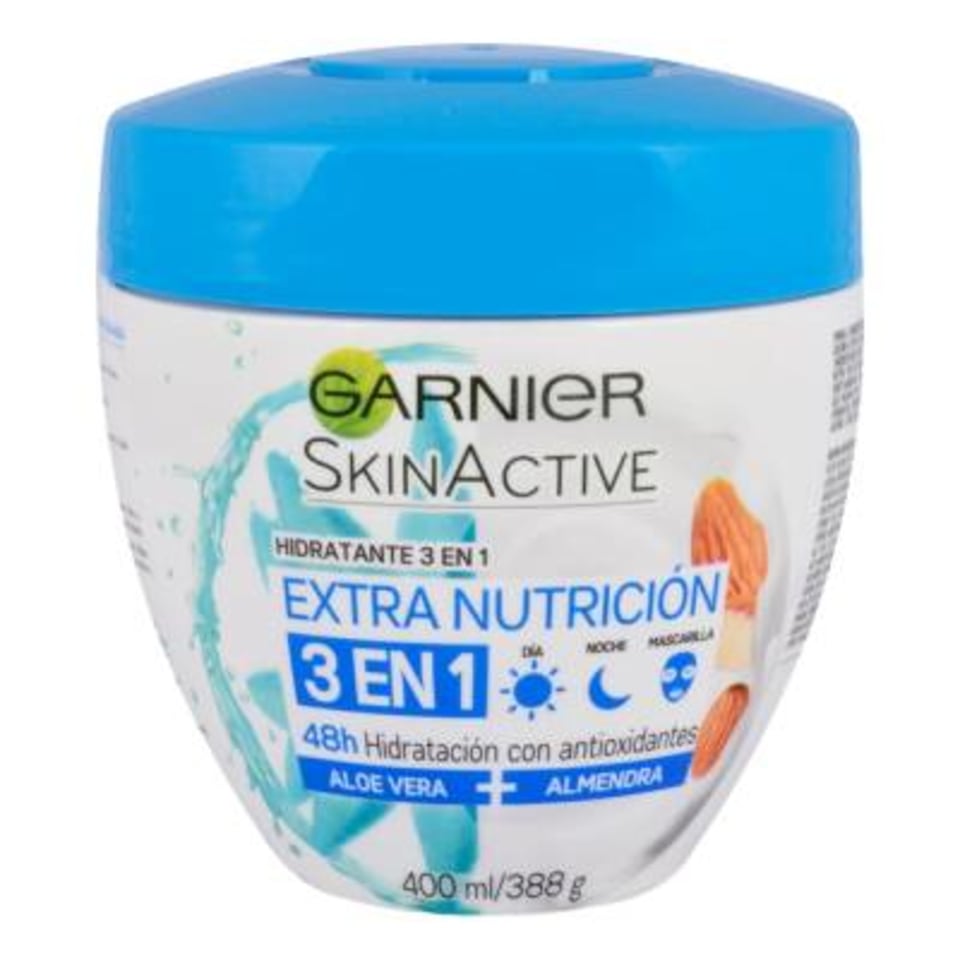 GARNIER
SKINACTIVE
HIDRATANTE 3 EN 1
EXTRA NUTRICIÓN
3 EN 1
DÍA
NOCHE
MASCARILLA
48h Hidratación con antioxidantes
ALOE VERA + ALMENDRA
400 ml/388 g